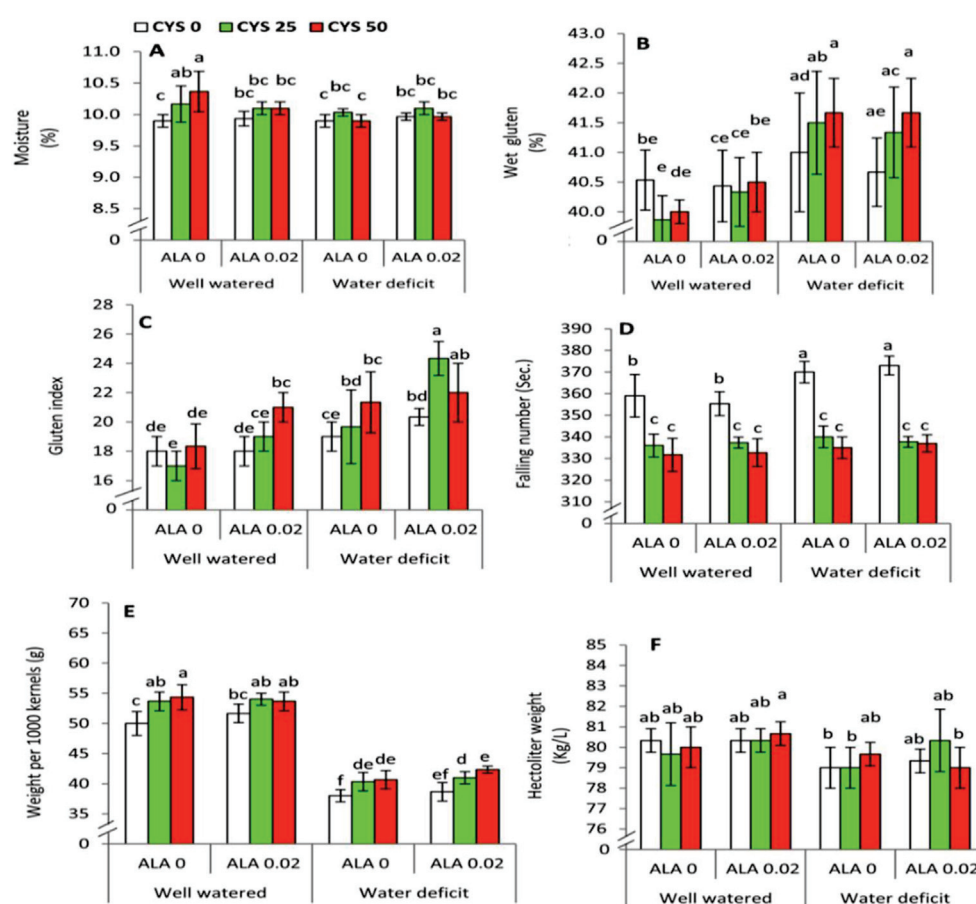 CYS 0 CYS 25 CYS 50
A
Moisture
(%)
11.0
10.5
10.0
9.5
9.0
8.5
0
c ab a bc bc bc c bc c bc bc bc
ALA 0 ALA 0.02 ALA 0 ALA 0.02
Well watered Water deficit
B
Wet gluten
(%)
43.0
42.0
41.0
40.0
0
be e de ce ce be ad ab a ae ac a
ALA 0 ALA 0.02 ALA 0 ALA 0.02
Well watered Water deficit
C
Gluten index
28
26
24
22
20
18
16
0
de e de de ce bc ce bd bc bd a ab
ALA 0 ALA 0.02 ALA 0 ALA 0.02
Well watered Water deficit
D
Falling number (Sec.)
390
380
370
360
350
340
330
320
310
0
b c c b c c a c c a c c
ALA 0 ALA 0.02 ALA 0 ALA 0.02
Well watered Water deficit
E
Weight per 1000 kernels (g)
70
65
60
55
50
45
40
35
0
c ab a bc ab ab f de de ef d e
ALA 0 ALA 0.02 ALA 0 ALA 0.02
Well watered Water deficit
F
Hectoliter weight
(Kg/L)
85
84
83
82
81
80
79
78
77
76
0
ab ab ab ab ab a b b ab ab ab b
ALA 0 ALA 0.02 ALA 0 ALA 0.02
Well watered Water deficit